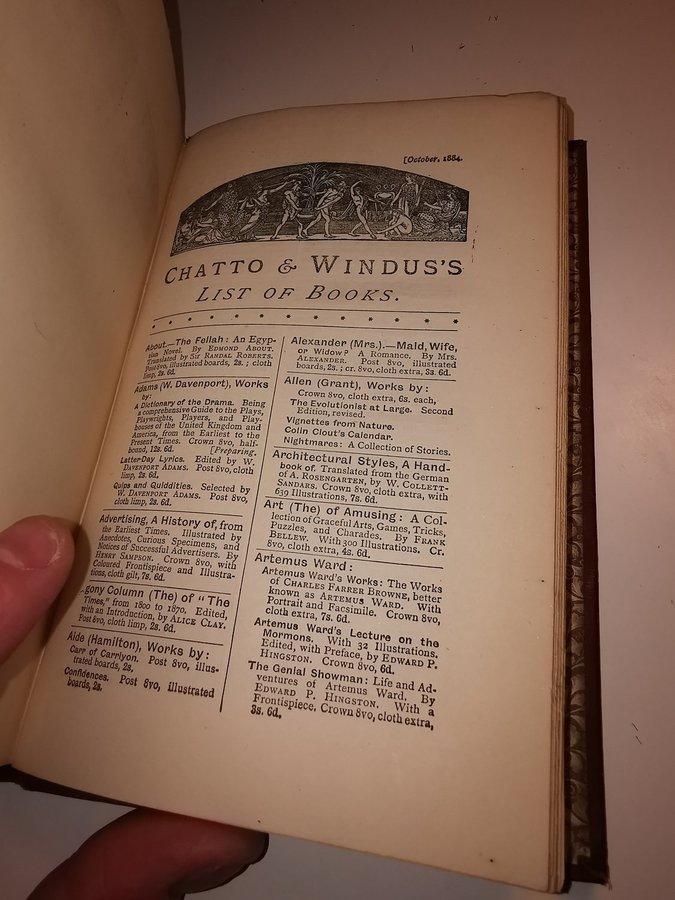 [October, 1884.
CHATTO & WINDUS'S
LIST OF BOOKS.
About.—The Fellah: An Egyp-
tian Novel. By EDMOND ABOUT.
Translated by Sir RANDAL ROBERTS.
Post 8vo, illustrated boards, 2s.; cloth
limp, 2s. 6d.
Adams (W. Davenport), Works
by:
A Dictionary of the Drama. Being
a comprehensive Guide to the Plays,
Playwrights, Players, and Play-
houses of the United Kingdom and
America, from the Earliest to the
Present Times. Crown 8vo, half-
bound, 12s. 6d. [Preparing.
Latter-Day Lyrics. Edited by W.
DAVENPORT ADAMS. Post 8vo, cloth
limp, 2s. 6d.
Quips and Quiddities. Selected by
W. DAVENPORT ADAMS. Post 8vo,
cloth limp, 2s. 6d.
Advertising, A History of, from
the Earliest Times. Illustrated by
Anecdotes, Curious Specimens, and
Notices of Successful Advertisers. By
HENRY SAMPSON. Crown 8vo, with
Coloured Frontispiece and Illustra-
tions, cloth gilt, 7s. 6d.
gony Column (The) of "The
Times," from 1800 to 1870. Edited,
with an Introduction, by ALICE CLAY.
Post 8vo, cloth limp, 2s. 6d.
Aide (Hamilton), Works by:
Carr of Carrlyon. Post 8vo, illus-
trated boards, 2s.
Confidences. Post 8vo, illustrated
boards, 2s.
Alexander (Mrs.).—Maid, Wife,
or Widow? A Romance. By Mrs.
ALEXANDER. Post 8vo, illustrated
boards, 2s.; cr. 8vo, cloth extra, 3s. 6d.
Allen (Grant), Works by:
Crown 8vo, cloth extra, 6s. each,
The Evolutionist at Large. Second
Edition, revised.
Vignettes from Nature.
Colin Clout's Calendar.
Nightmares: A Collection of Stories.
Architectural Styles, A Hand-
book of. Translated from the German
of A. ROSENGARTEN, by W. COLLETT-
SANDARS. Crown 8vo, cloth extra, with
639 Illustrations, 7s. 6d.
Art (The) of Amusing: A Col-
lection of Graceful Arts, Games, Tricks,
Puzzles, and Charades. By FRANK
BELLEW. With 300 Illustrations. Cr.
8vo, cloth extra, 4s. 6d.
Artemus Ward:
Artemus Ward's Works: The Works
of CHARLES FARRER BROWNE, better
known as ARTEMUS WARD. With
Portrait and Facsimile. Crown 8vo,
cloth extra, 7s. 6d.
Artemus Ward's Lecture on the
Mormons. With 32 Illustrations.
Edited, with Preface, by EDWARD P.
HINGSTON. Crown 8vo, 6d.
The Genial Showman: Life and Ad-
ventures of Artemus Ward. By
EDWARD P. HINGSTON. With a
Frontispiece. Crown 8vo, cloth extra,
3s. 6d.